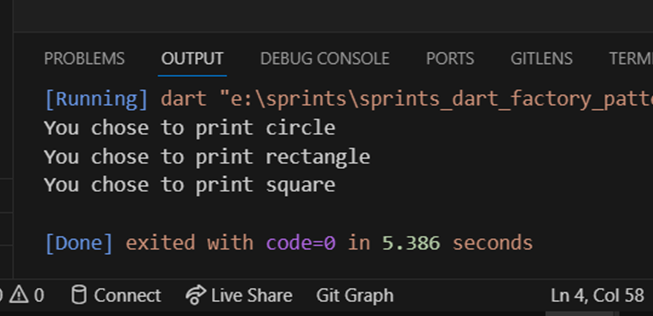 PROBLEMS OUTPUT DEBUG CONSOLE PORTS GITLENS TERM
[Running] dart "e:\sprints\sprints_dart_factory_patt
You chose to print circle
You chose to print rectangle
You chose to print square
[Done] exited with code=0 in 5.386 seconds
0 Connect Live Share Git Graph Ln 4, Col 58